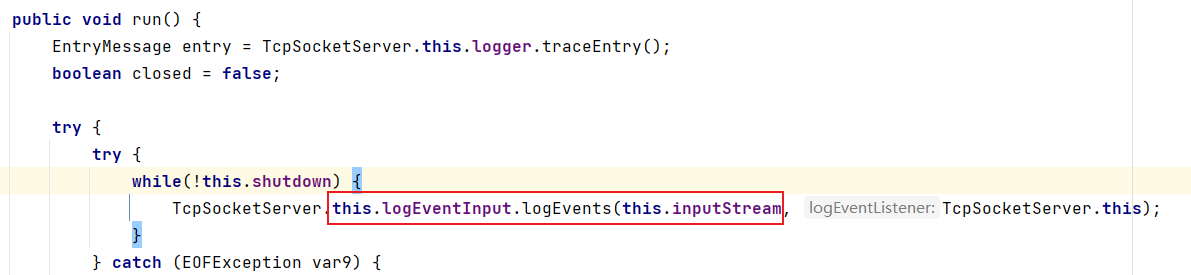 public void run() {
EntryMessage entry = TcpSocketServer.this.logger.traceEntry();
boolean closed = false;
try {
try {
while(!this.shutdown) {
TcpSocketServer.this.logEventInput.logEvents(this.inputStream, logEventListener: TcpSocketServer.this);
}
} catch (EOFException var9) {